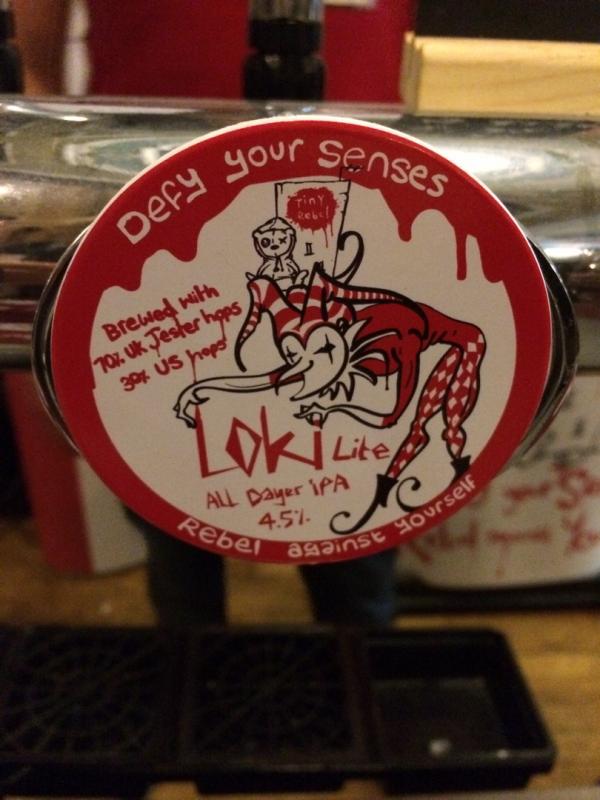 Defy your Senses
Tiny
Rebel
II
Brewed with
70% UK Jester hops
30% US hops
Loki Lite
ALL Dayer iPA
4.5%
Rebel against yourself